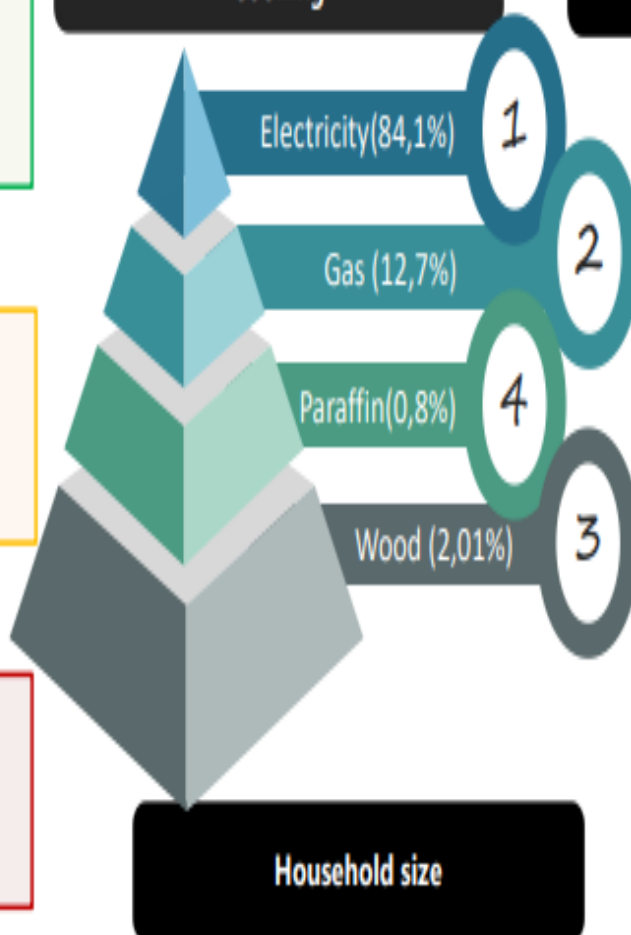 Electricity(84,1%)
1
Gas (12,7%)
2
Paraffin(0,8%)
4
Wood (2,01%)
3
Household size